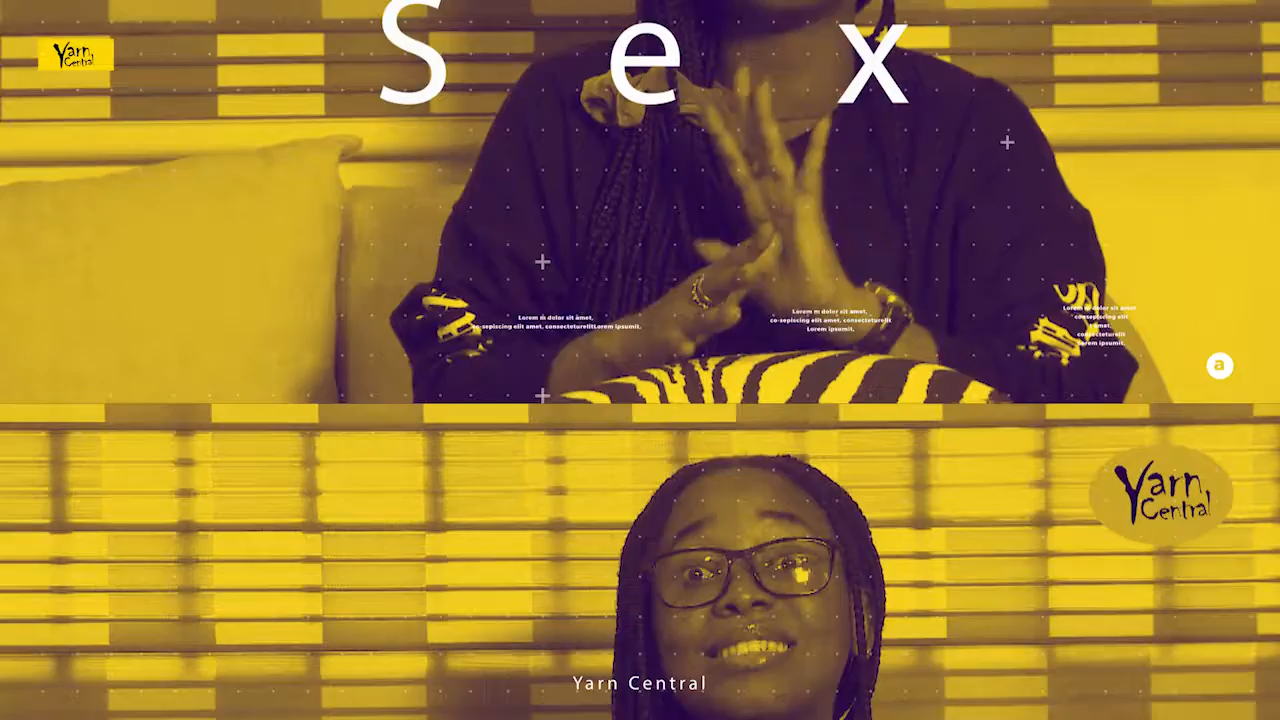 S e x
Yarn
Central
Lorem m dolor sit amet,
co-sepiscing elit amet, consecteturelitLorem ipsumit,
Lorem m dolor sit amet,
co-sepiscing elit amet, consecteturelit
Lorem ipsumit,
Lorem m dolor sit amet
consepiscing elit
amet,
consecteturelit
Lorem ipsumit,
a
Yarn
Central
Yarn Central